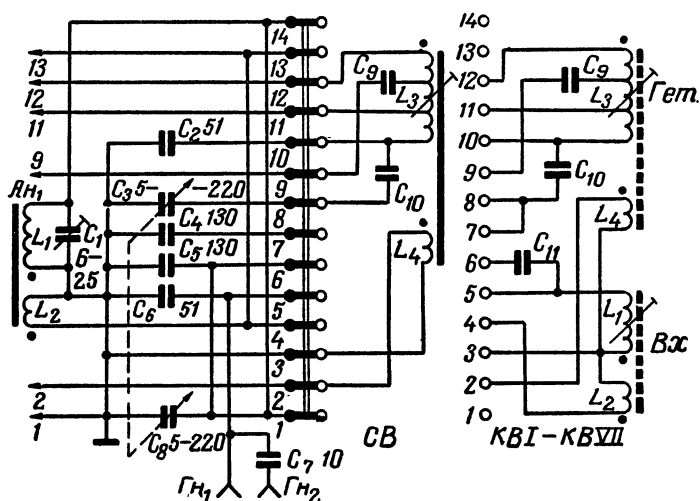 14
13
12
11
10
9
8
7
6
5
4
3
2
1
13
12
11
9
2
1
Ан₁
L₁
C₁
6-
25
L₂
C₂ 51
C₃ 5-
-220
C₄ 130
C₅ 130
C₆ 51
C₈ 5-220
C₇ 10
Гн₁
Гн₂
C₉
L₃
C₁₀
L₄
СВ
14
13
12
11
10
9
8
7
6
5
4
3
2
1
C₉
L₃
Гет.
C₁₀
L₄
C₁₁
L₁
Вх
L₂
КВI–КВVII